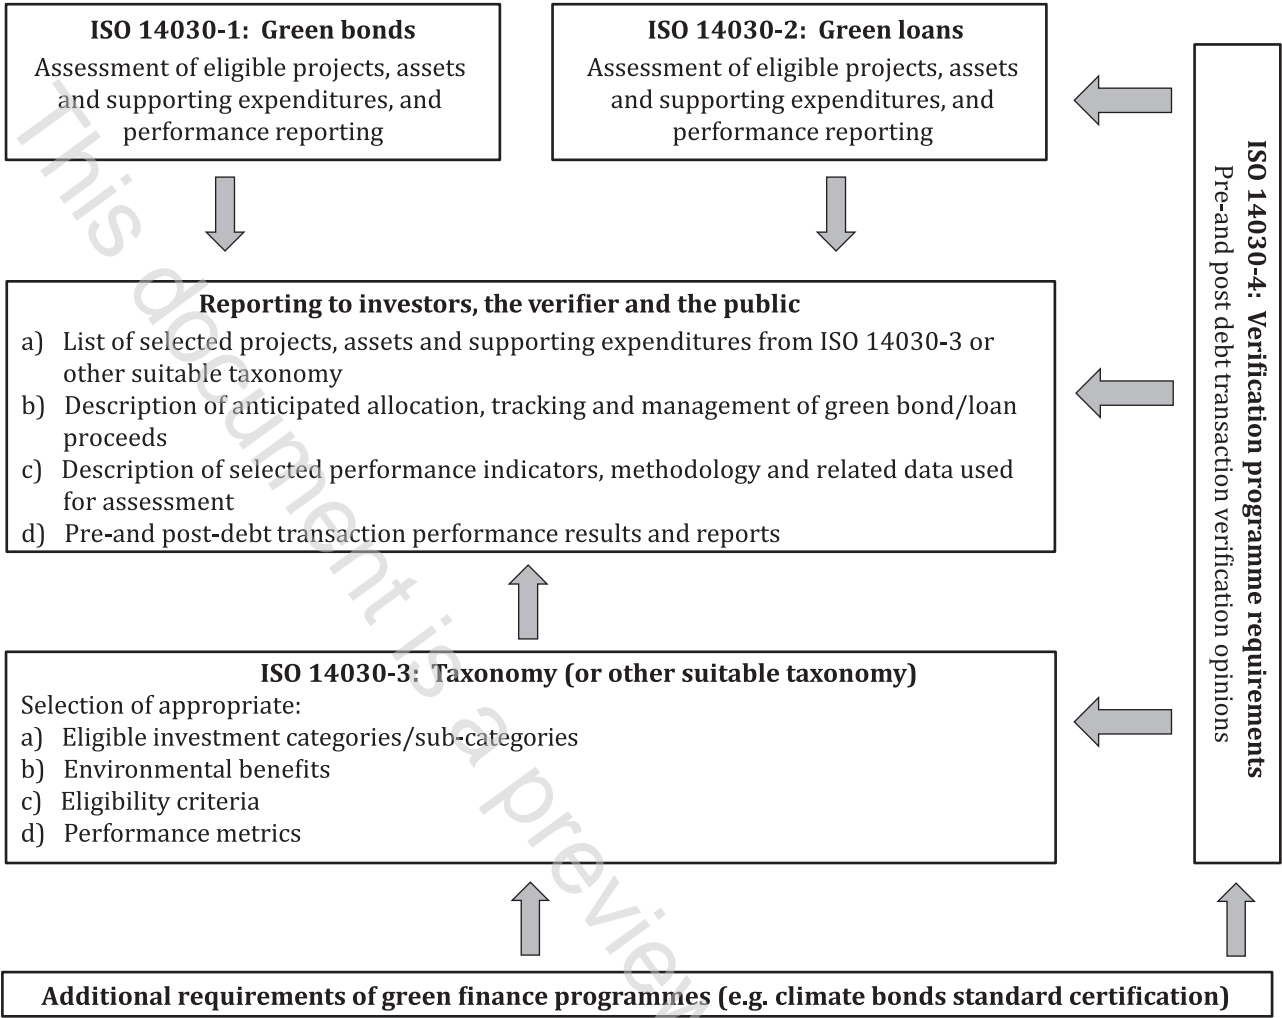 ISO 14030-1: Green bonds
Assessment of eligible projects, assets
and supporting expenditures, and
performance reporting
ISO 14030-2: Green loans
Assessment of eligible projects, assets
and supporting expenditures, and
performance reporting
ISO 14030-4: Verification programme requirements
Pre-and post debt transaction verification opinions
Reporting to investors, the verifier and the public
a) List of selected projects, assets and supporting expenditures from ISO 14030-3 or
other suitable taxonomy
b) Description of anticipated allocation, tracking and management of green bond/loan
proceeds
c) Description of selected performance indicators, methodology and related data used
for assessment
d) Pre-and post-debt transaction performance results and reports
ISO 14030-3: Taxonomy (or other suitable taxonomy)
Selection of appropriate:
a) Eligible investment categories/sub-categories
b) Environmental benefits
c) Eligibility criteria
d) Performance metrics
Additional requirements of green finance programmes (e.g. climate bonds standard certification)
This document is a preview